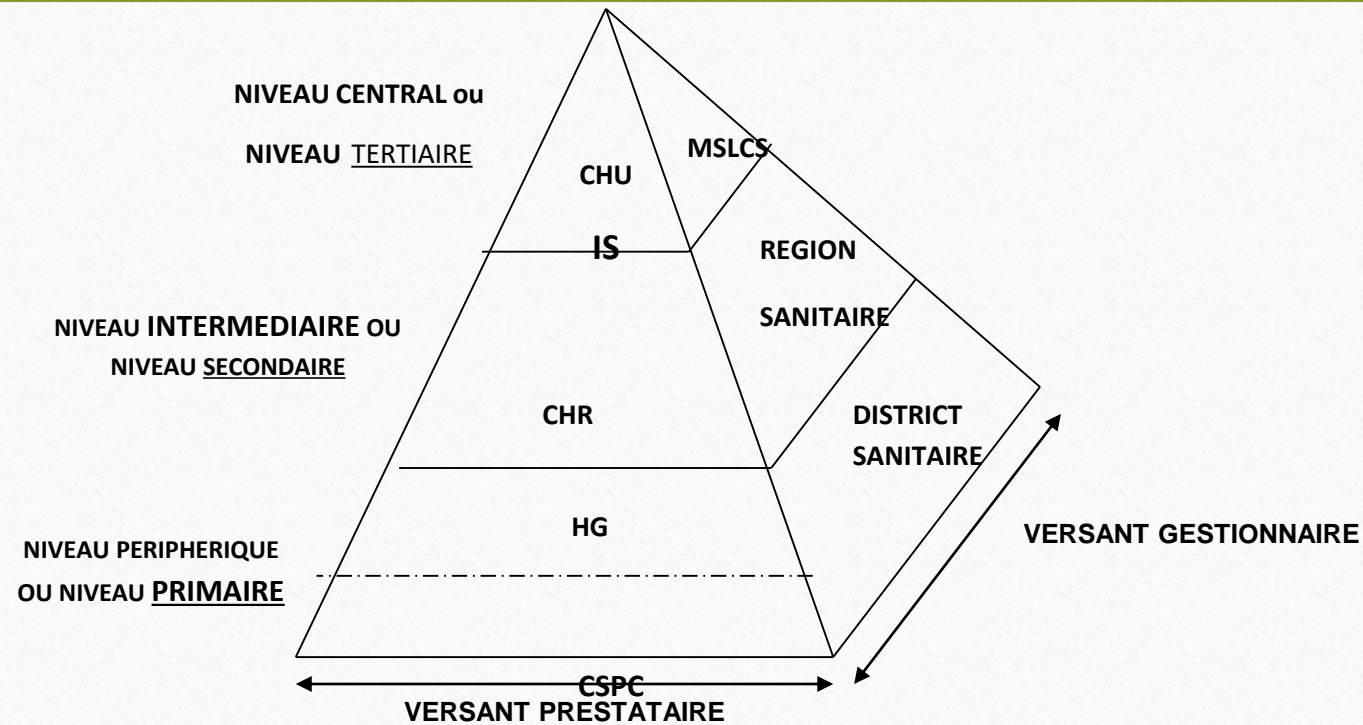 NIVEAU CENTRAL ou
NIVEAU TERTIAIRE
CHU
IS
MSLCS
REGION
SANITAIRE
NIVEAU INTERMEDIAIRE OU
NIVEAU SECONDAIRE
CHR
DISTRICT
SANITAIRE
HG
NIVEAU PERIPHERIQUE
OU NIVEAU PRIMAIRE
VERSANT GESTIONNAIRE
CSPC
VERSANT PRESTATAIRE